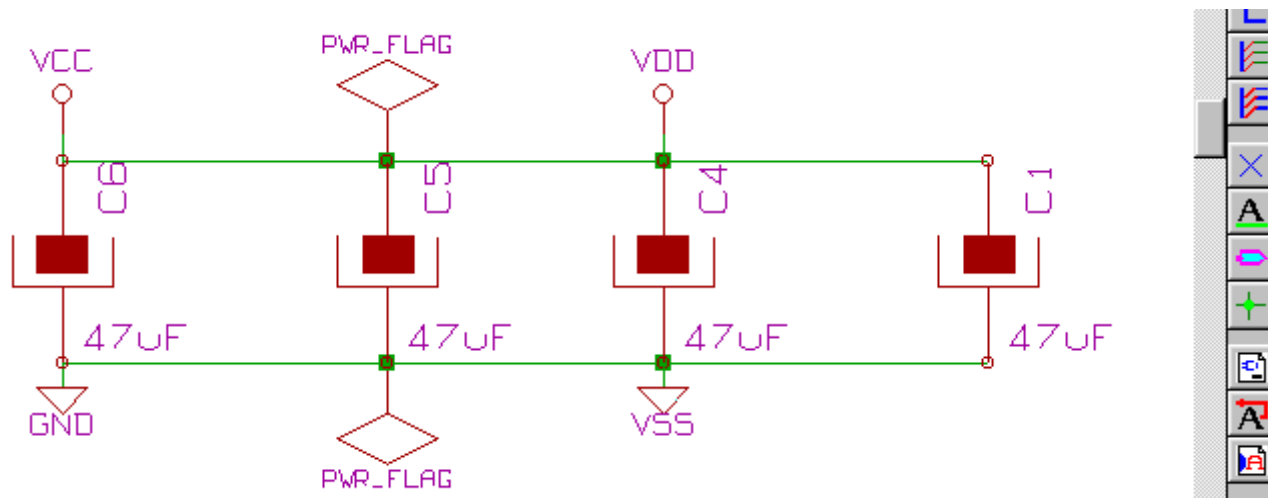 PWR_FLAG
VCC
VDD
C6
C5
C4
C1
47uF
47uF
47uF
47uF
GND
VSS
PWR_FLAG
A
A
A